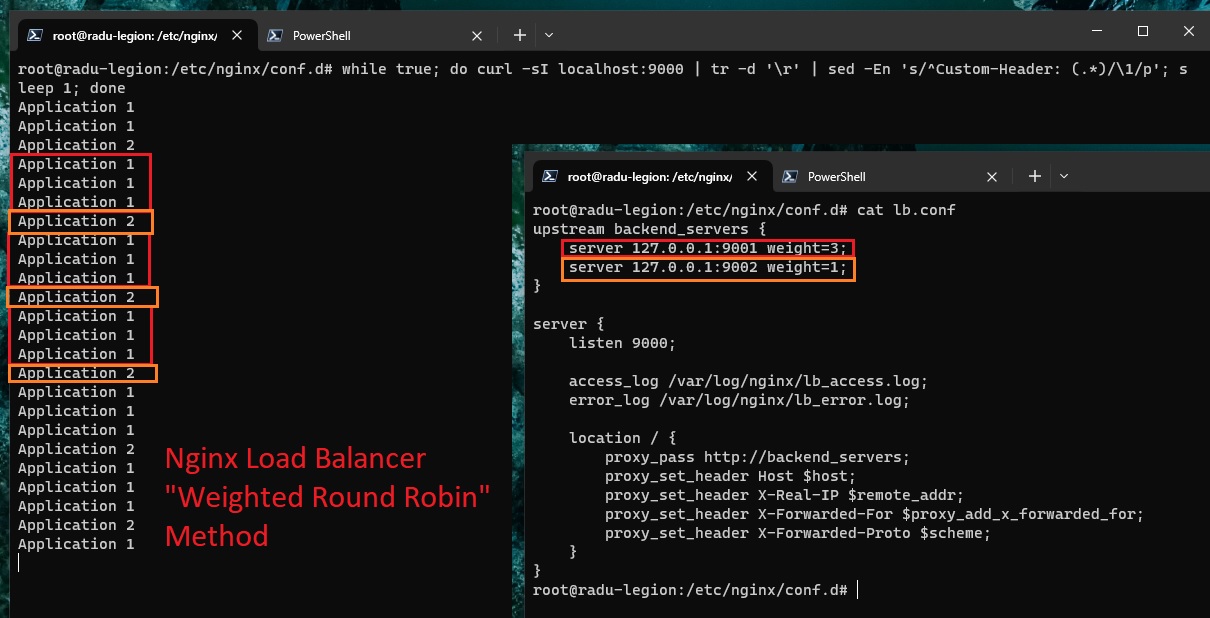 root@radu-legion: /etc/nginx/
PowerShell
root@radu-legion:/etc/nginx/conf.d# while true; do curl -sI localhost:9000 | tr -d '\r' | sed -En 's/^Custom-Header: (.*)/\1/p'; s
leep 1; done
Application 1
Application 1
Application 2
Application 1
Application 1
Application 1
Application 2
Application 1
Application 1
Application 1
Application 2
Application 1
Application 1
Application 1
Application 2
Application 1
Application 1
Application 1
Application 2
Application 1
Application 1
Application 1
Application 2
Application 1
Nginx Load Balancer
"Weighted Round Robin"
Method
root@radu-legion: /etc/nginx/
PowerShell
root@radu-legion:/etc/nginx/conf.d# cat lb.conf
upstream backend_servers {
    server 127.0.0.1:9001 weight=3;
    server 127.0.0.1:9002 weight=1;
}
server {
    listen 9000;
    access_log /var/log/nginx/lb_access.log;
    error_log /var/log/nginx/lb_error.log;
    location / {
        proxy_pass http://backend_servers;
        proxy_set_header Host $host;
        proxy_set_header X-Real-IP $remote_addr;
        proxy_set_header X-Forwarded-For $proxy_add_x_forwarded_for;
        proxy_set_header X-Forwarded-Proto $scheme;
    }
}
root@radu-legion:/etc/nginx/conf.d#